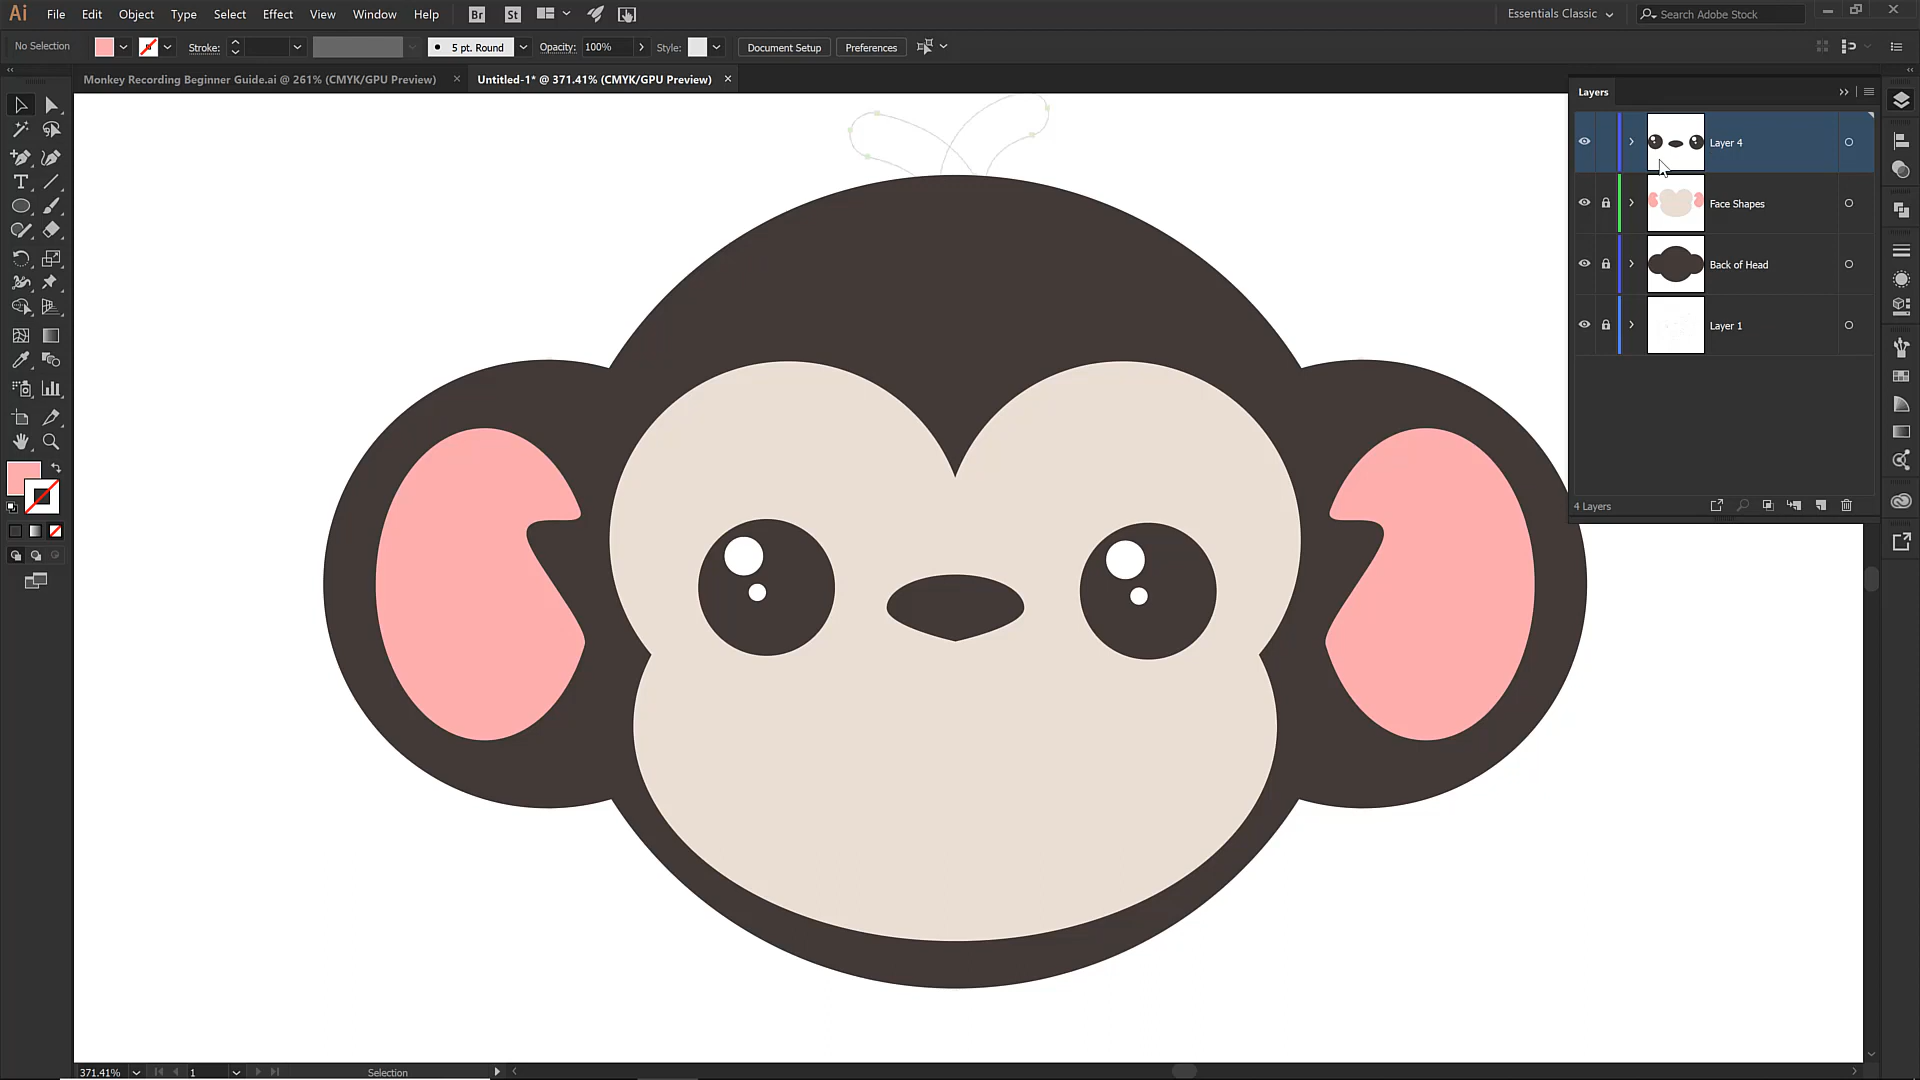 Ai File Edit Object Type Select Effect View Window Help Br St Essentials Classic Search Adobe Stock
No Selection Stroke: 5 pt. Round Opacity: 100% Style: Document Setup Preferences
Monkey Recording Beginner Guide.ai @ 261% (CMYK/GPU Preview) × Untitled-1* @ 371.41% (CMYK/GPU Preview) ×
Layers
Layer 4
Face Shapes
Back of Head
Layer 1
4 Layers
371.41% 1 Selection